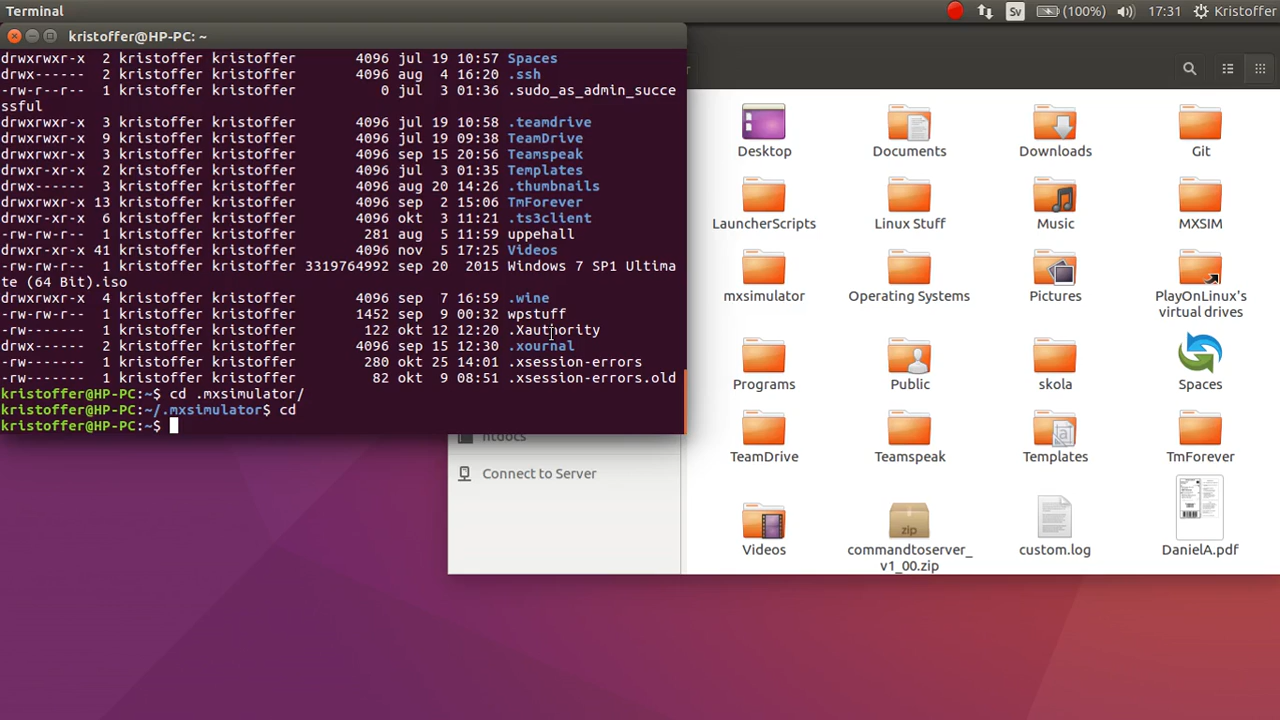 Terminal
Sv (100%) 17:31 Kristoffer
kristoffer@HP-PC: ~
drwxrwxr-x 2 kristoffer kristoffer 4096 jul 19 10:57 Spaces
drwx------ 2 kristoffer kristoffer 4096 aug 4 16:20 .ssh
-rw-r--r-- 1 kristoffer kristoffer 0 jul 3 01:36 .sudo_as_admin_succe
ssful
drwxrwxr-x 3 kristoffer kristoffer 4096 jul 19 10:58 .teamdrive
drwxrwxr-x 9 kristoffer kristoffer 4096 jul 19 09:38 TeamDrive
drwxrwxr-x 3 kristoffer kristoffer 4096 sep 15 20:56 Teamspeak
drwxr-xr-x 2 kristoffer kristoffer 4096 jul 3 01:35 Templates
drwx------ 3 kristoffer kristoffer 4096 aug 20 14:26 .thumbnails
drwxrwxr-x 13 kristoffer kristoffer 4096 sep 2 15:06 TmForever
drwxr-xr-x 6 kristoffer kristoffer 4096 okt 3 11:21 .ts3client
-rw-rw-r-- 1 kristoffer kristoffer 281 aug 5 11:59 uppehall
drwxr-xr-x 41 kristoffer kristoffer 4096 nov 5 17:25 Videos
-rw-rw-r-- 1 kristoffer kristoffer 3319764992 sep 20 2015 Windows 7 SP1 Ultima
te (64 Bit).iso
drwxrwxr-x 4 kristoffer kristoffer 4096 sep 7 16:59 .wine
-rw-rw-r-- 1 kristoffer kristoffer 1452 sep 9 00:32 wpstuff
-rw------- 1 kristoffer kristoffer 122 okt 12 12:20 .Xauthority
drwx------ 2 kristoffer kristoffer 4096 sep 15 12:30 .xournal
-rw------- 1 kristoffer kristoffer 280 okt 25 14:01 .xsession-errors
-rw------- 1 kristoffer kristoffer 82 okt 9 08:51 .xsession-errors.old
kristoffer@HP-PC:~$ cd .mxsimulator/
kristoffer@HP-PC:~/.mxsimulator$ cd
kristoffer@HP-PC:~$
htdocs
Connect to Server
Desktop Documents Downloads Git
LauncherScripts Linux Stuff Music MXSIM
mxsimulator Operating Systems Pictures PlayOnLinux's
virtual drives
Programs Public skola Spaces
TeamDrive Teamspeak Templates TmForever
zip
Videos commandtoserver_ custom.log DanielA.pdf
v1_00.zip